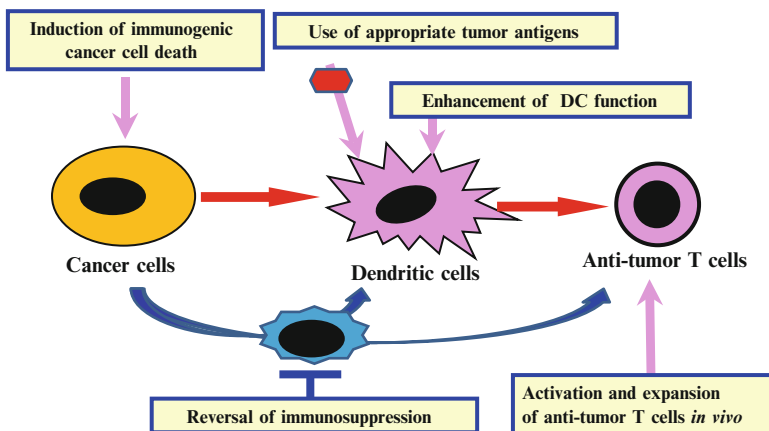 Induction of immunogenic
cancer cell death
Use of appropriate tumor antigens
Enhancement of DC function
Cancer cells
Dendritic cells
Anti-tumor T cells
Reversal of immunosuppression
Activation and expansion
of anti-tumor T cells in vivo